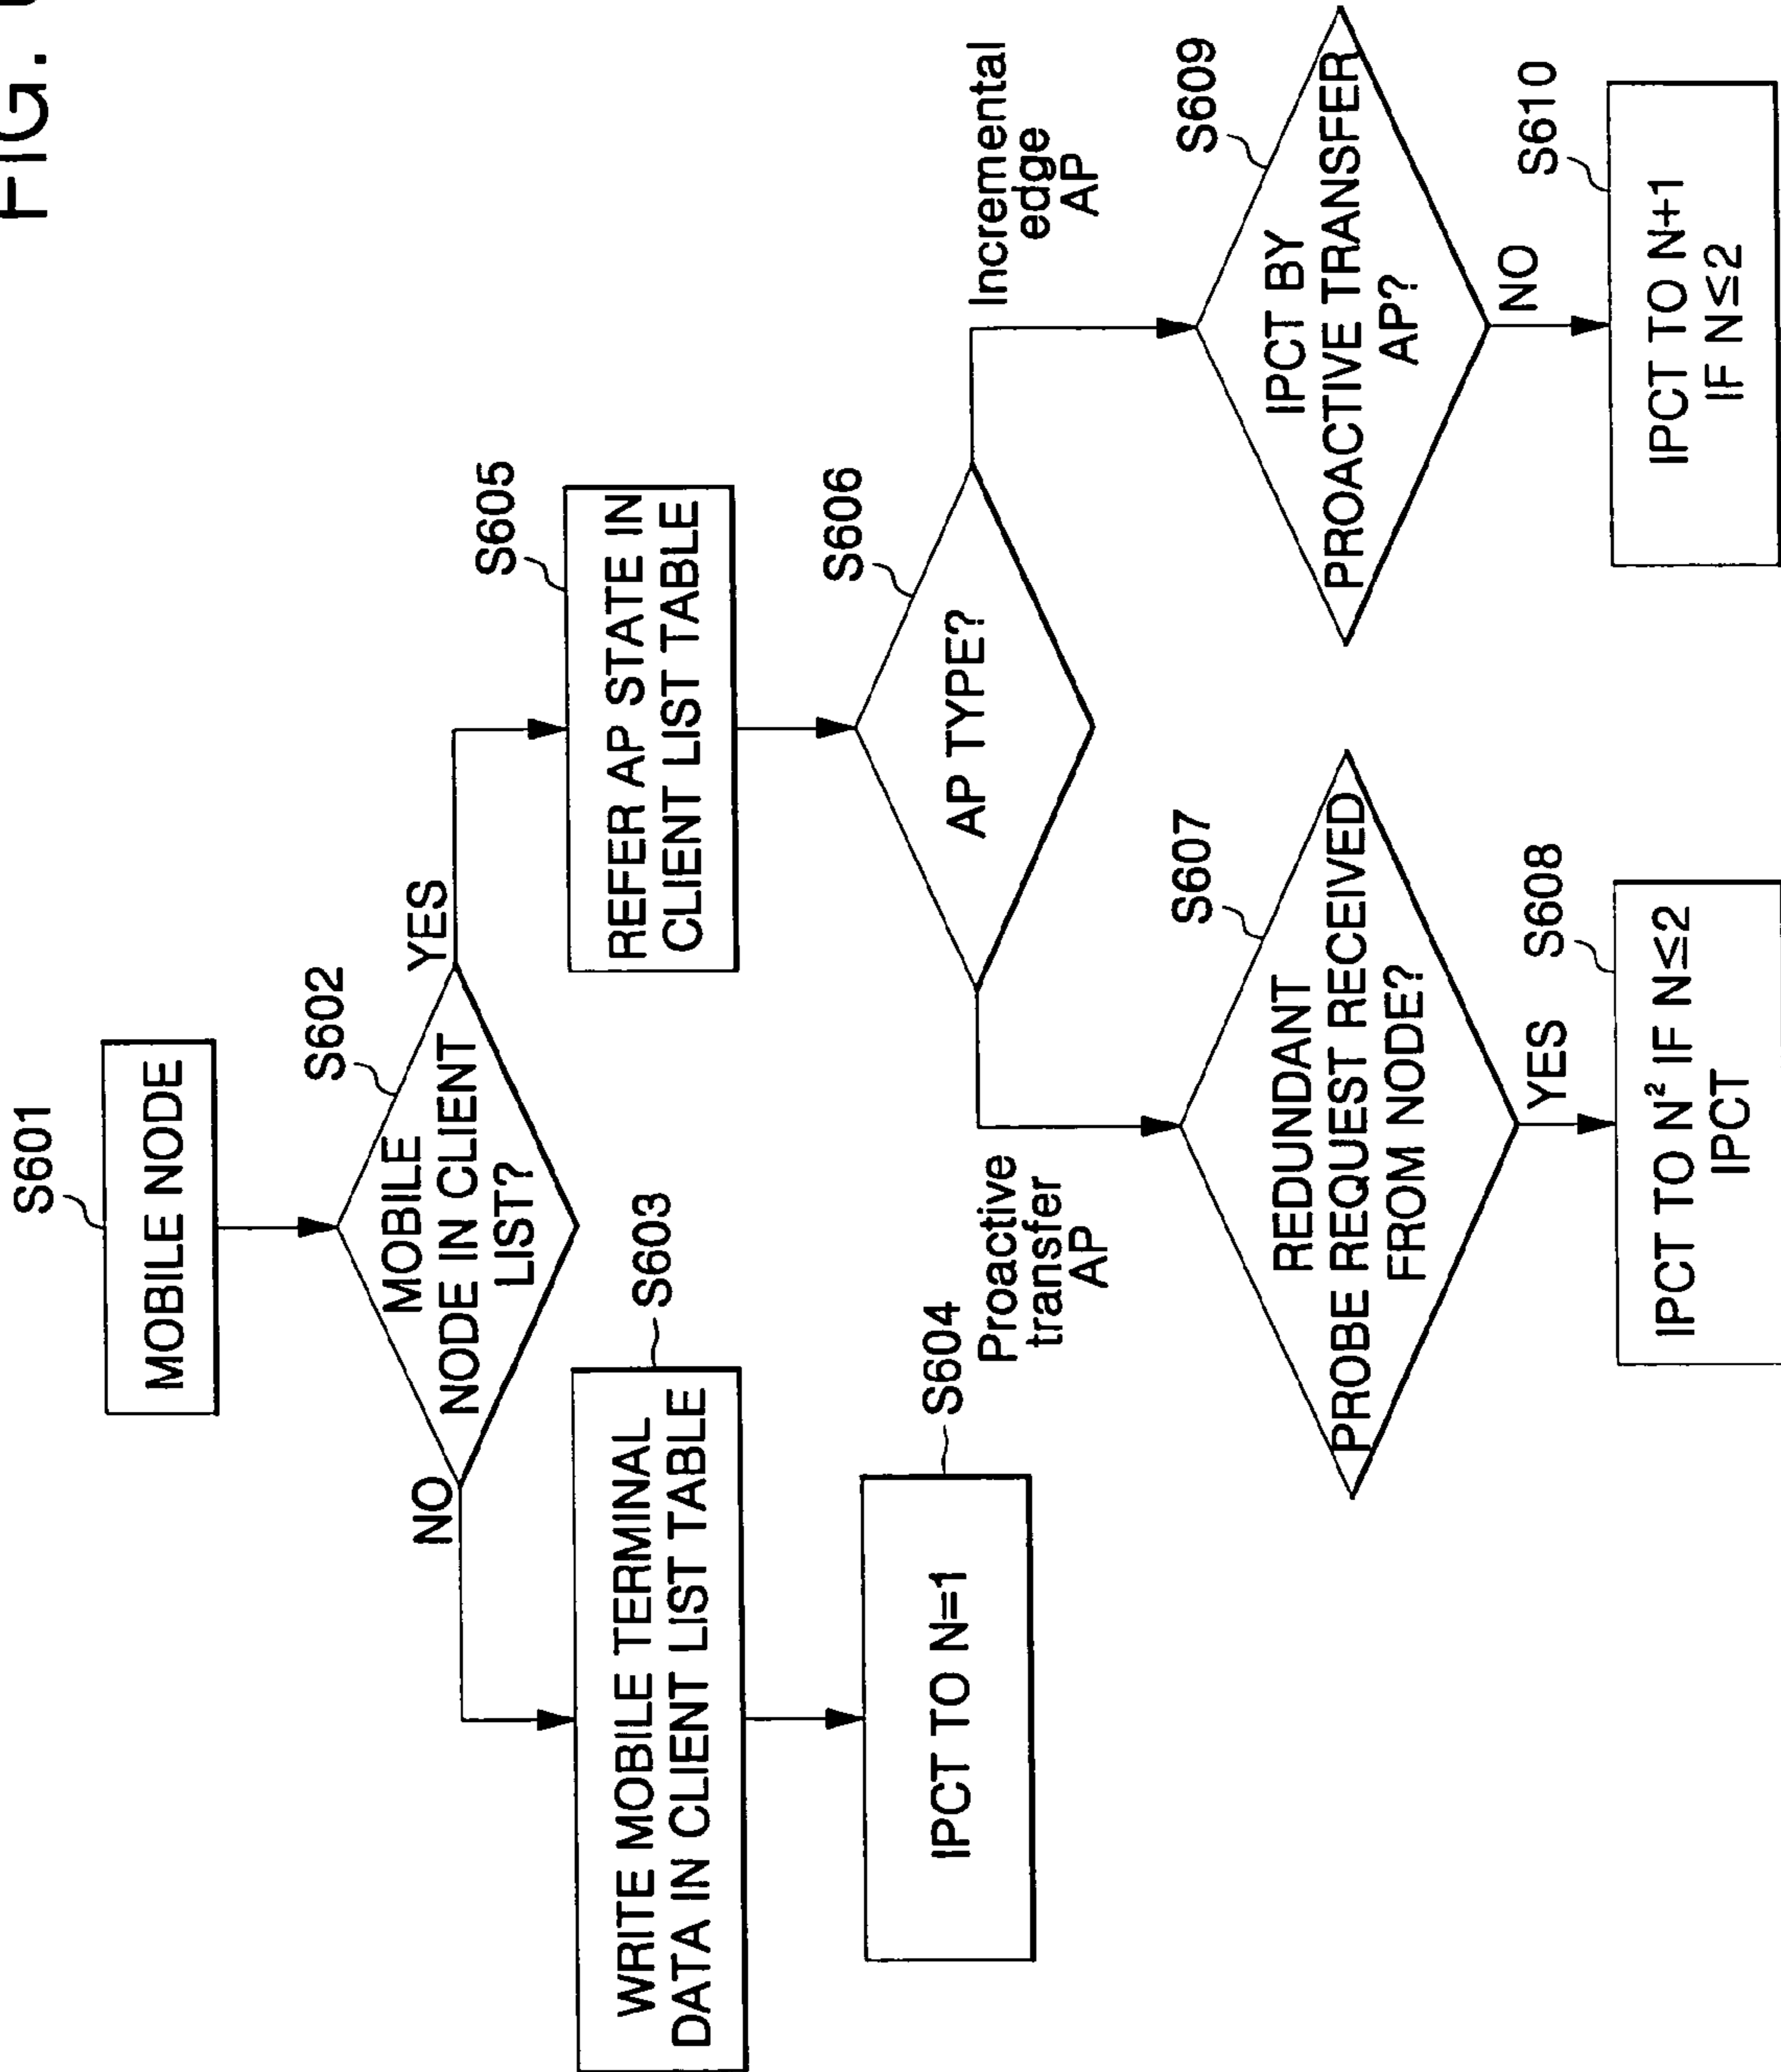 FIG.
S601
MOBILE NODE
S602
MOBILE
NODE IN CLIENT
LIST?
NO
YES
S603
WRITE MOBILE TERMINAL
DATA IN CLIENT LIST TABLE
S604
IPCT TO N=1
S605
REFER AP STATE IN
CLIENT LIST TABLE
S606
AP TYPE?
Proactive
transfer
AP
Incremental
edge
AP
S607
REDUNDANT
PROBE REQUEST RECEIVED
FROM NODE?
YES
S608
IPCT TO N² IF N≤2
IPCT
S609
IPCT BY
PROACTIVE TRANSFER
AP?
NO
S610
IPCT TO N+1
IF N≤2